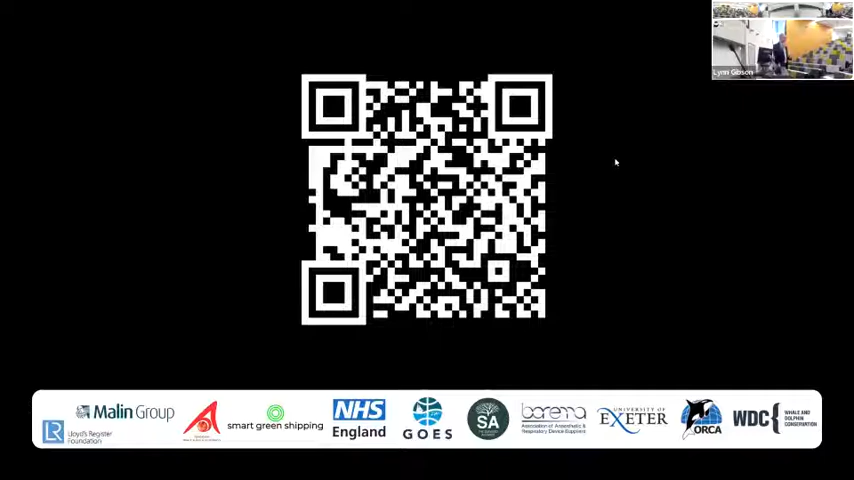 Lynn Gibson
Malin Group
Lloyd's Register
Foundation
smart green shipping
NHS
England
GOES
SA
barema
Association of Anaesthetic &
Respiratory Device Suppliers
UNIVERSITY OF
EXETER
ORCA
WDC
WHALE AND
DOLPHIN
CONSERVATION
LR